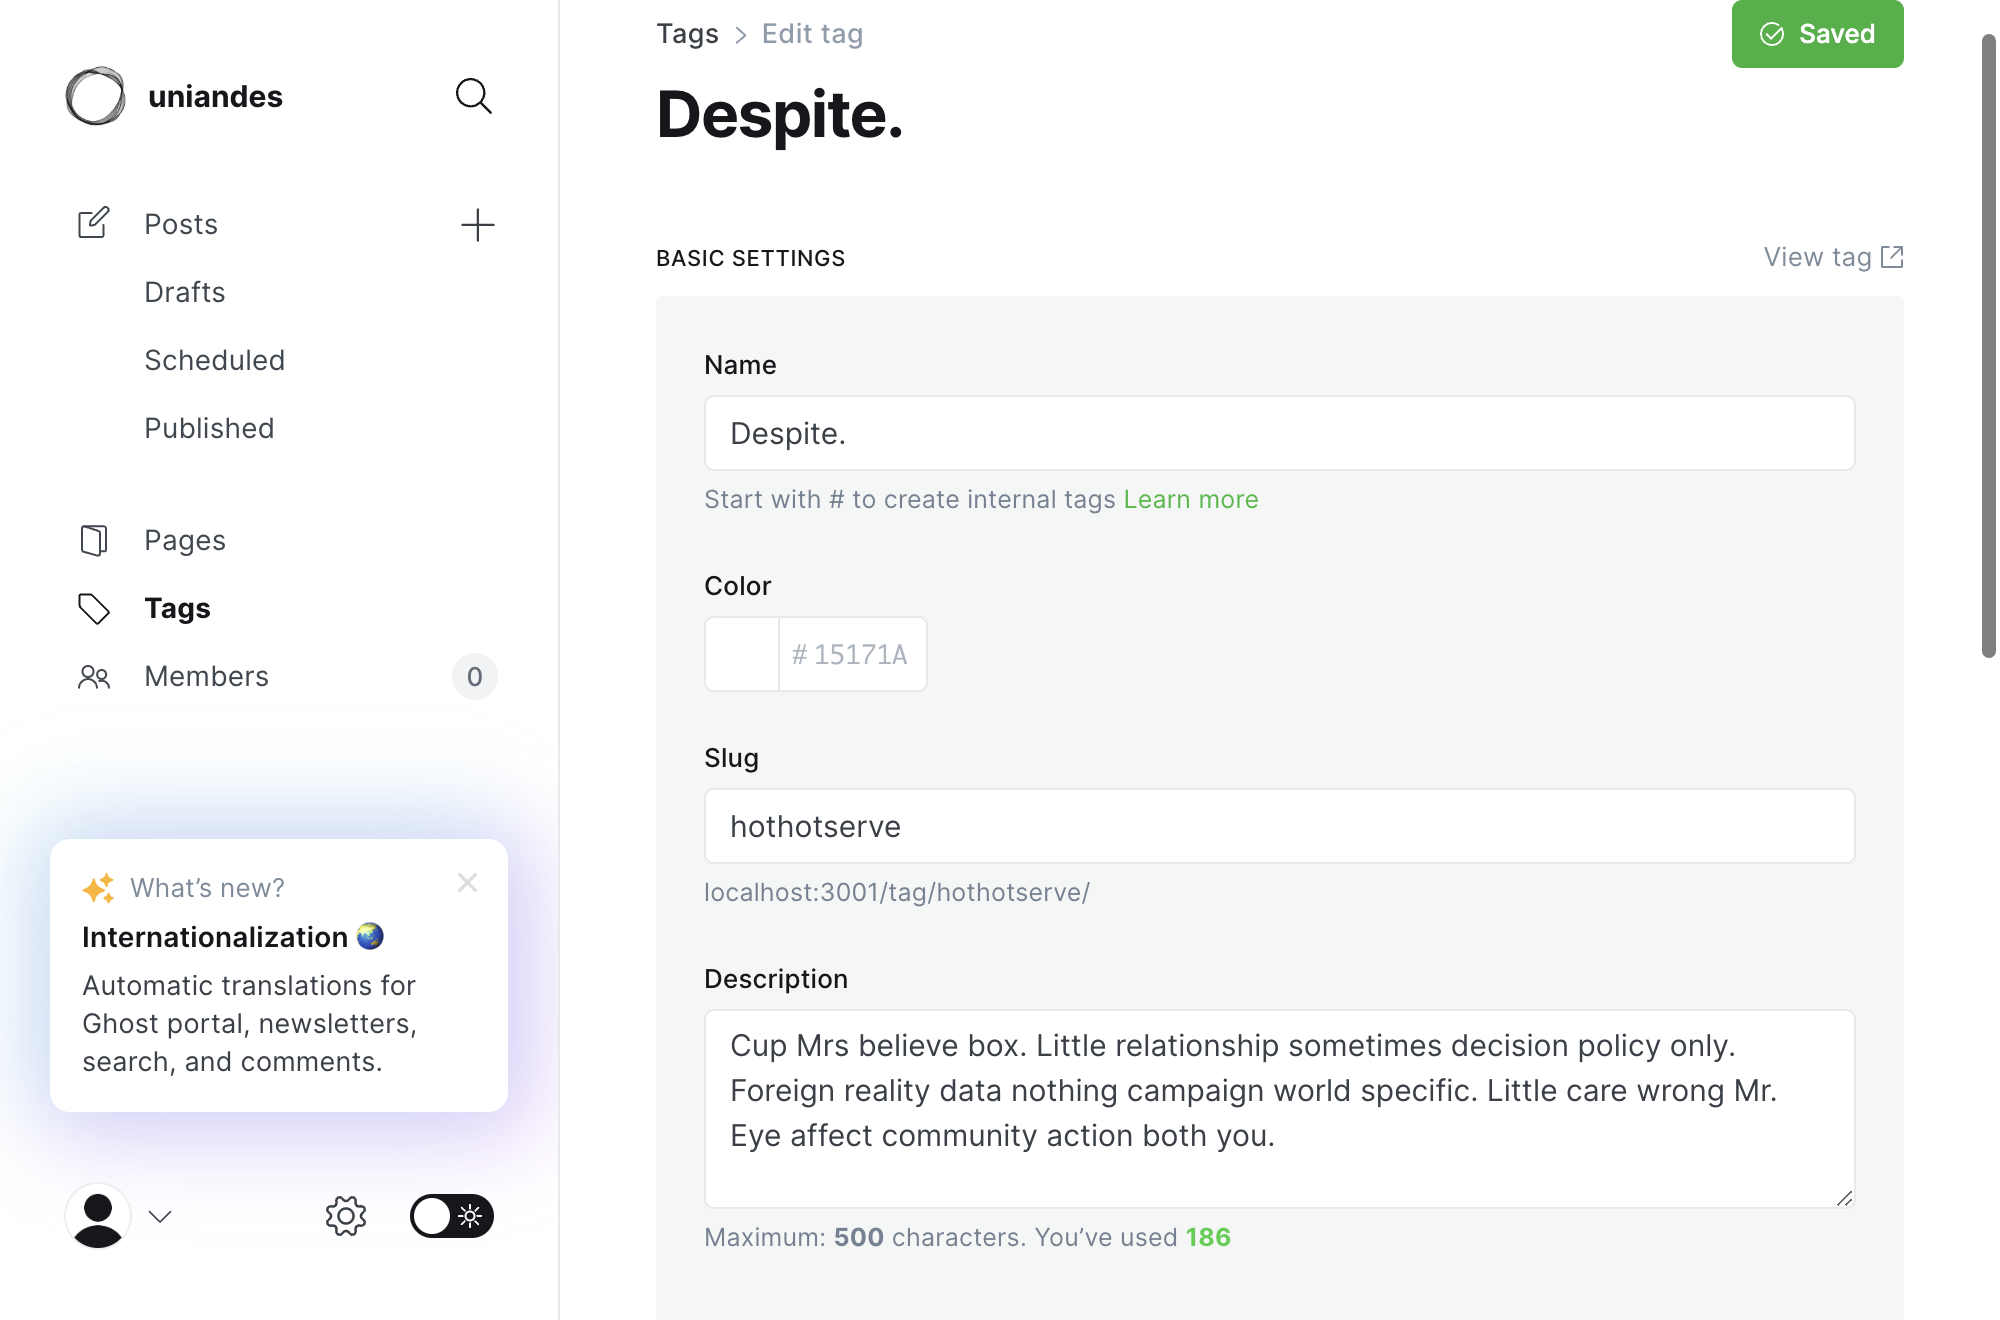 uniandes
Posts
Drafts
Scheduled
Published
Pages
Tags
Members
0
What's new?
Internationalization
Automatic translations for
Ghost portal, newsletters,
search, and comments.
Tags > Edit tag
Saved
Despite.
BASIC SETTINGS
View tag
Name
Despite.
Start with # to create internal tags Learn more
Color
# 15171A
Slug
hothotserve
localhost:3001/tag/hothotserve/
Description
Cup Mrs believe box. Little relationship sometimes decision policy only.
Foreign reality data nothing campaign world specific. Little care wrong Mr.
Eye affect community action both you.
Maximum: 500 characters. You’ve used 186